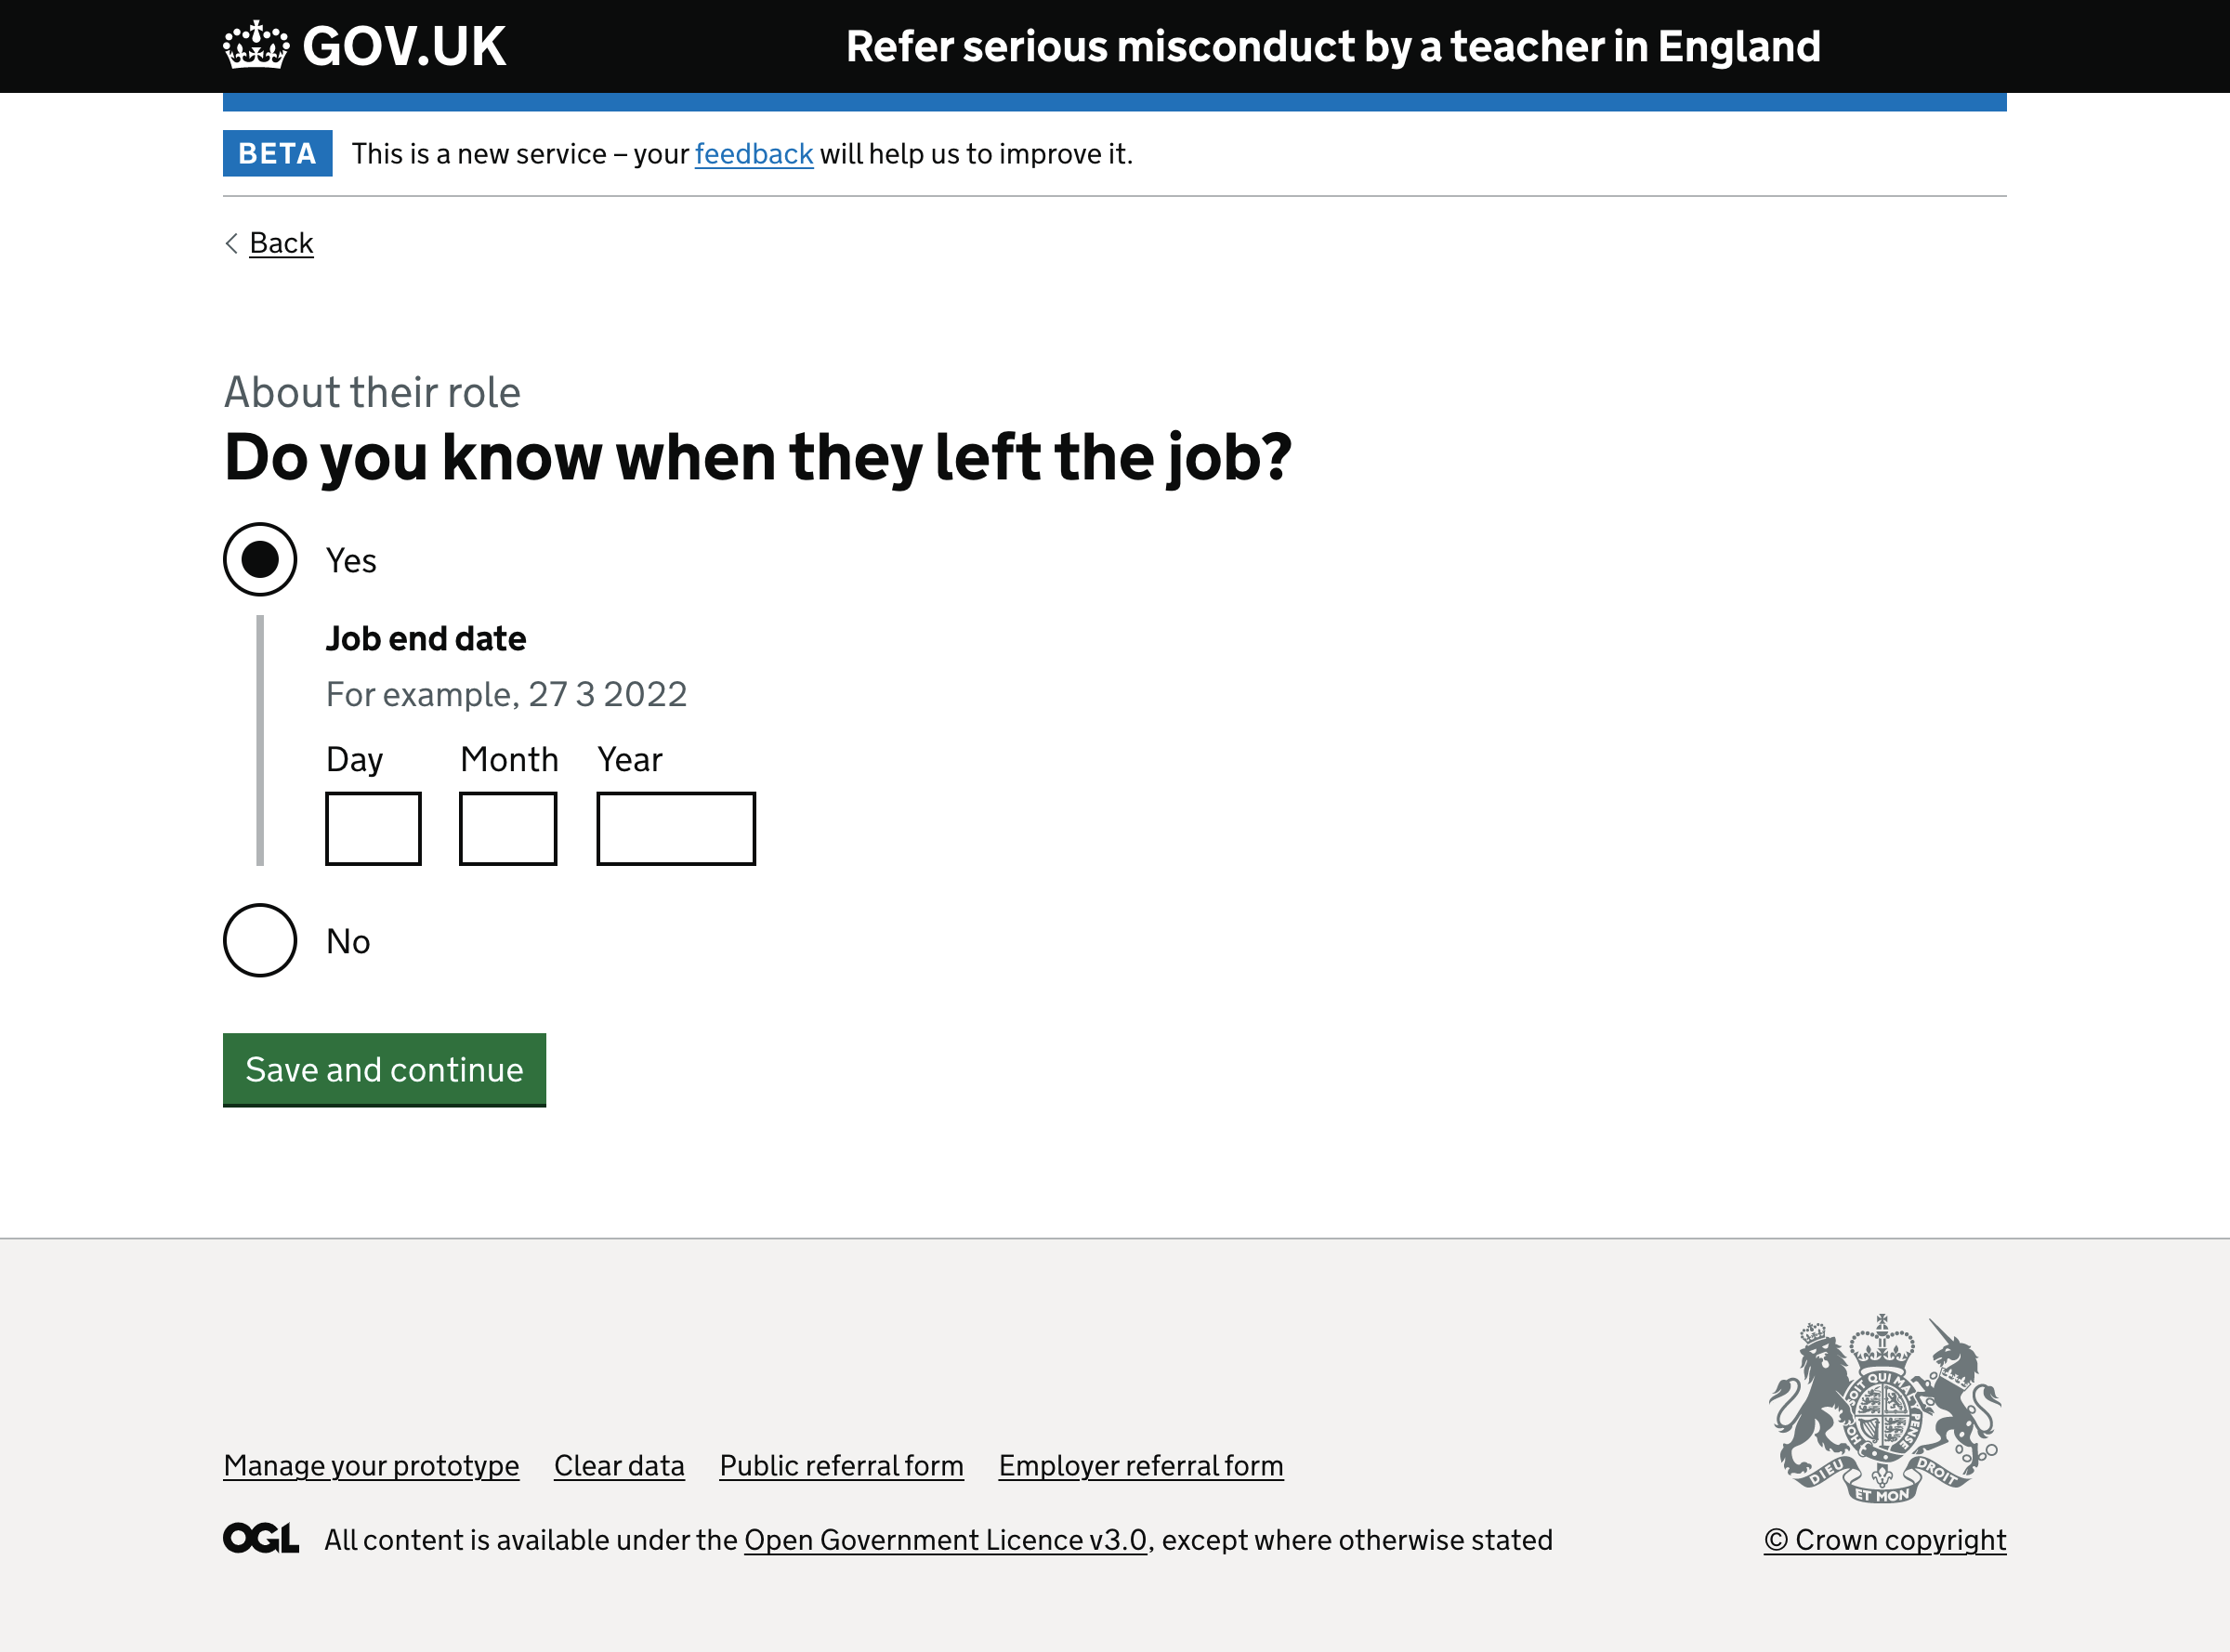 GOV.UK
Refer serious misconduct by a teacher in England
BETA
This is a new service – your feedback will help us to improve it.
Back
About their role
Do you know when they left the job?
Yes
Job end date
For example, 27 3 2022
Day Month Year
No
Save and continue
Manage your prototype Clear data Public referral form Employer referral form
OGL All content is available under the Open Government Licence v3.0, except where otherwise stated
SOIT QUI MAL Y PENSE
DIEU ET MON DROIT
© Crown copyright